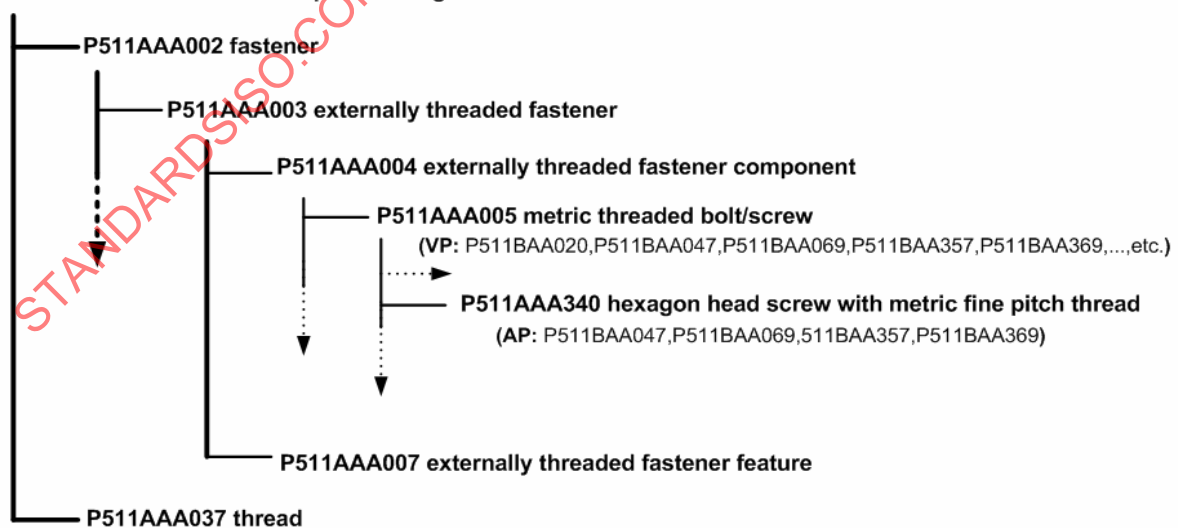 P511AAA002 fastener
P511AAA003 externally threaded fastener
P511AAA004 externally threaded fastener component
P511AAA005 metric threaded bolt/screw
(VP: P511BAA020,P511BAA047,P511BAA069,P511BAA357,P511BAA369,...,etc.)
P511AAA340 hexagon head screw with metric fine pitch thread
(AP: P511BAA047,P511BAA069,511BAA357,P511BAA369)
P511AAA007 externally threaded fastener feature
P511AAA037 thread
STANDARDSISO.CO